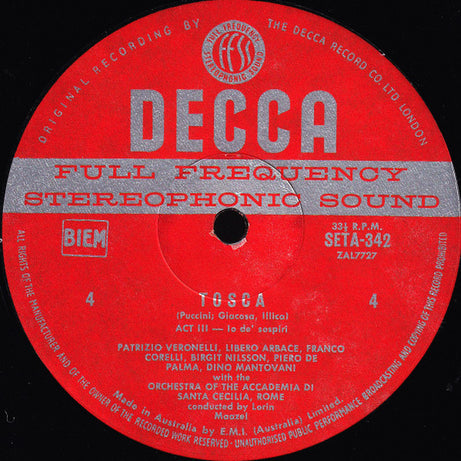 ORIGINAL RECORDING BY
THE DECCA RECORD CO LTD LONDON
FULL FREQUENCY
ffss
STEREOPHONIC SOUND
DECCA
FULL FREQUENCY
STEREOPHONIC SOUND
BIEM
33⅓ R.P.M.
SETA-342
ZAL7727
4
TOSCA
4
(Puccini; Giacosa, Illica)
ACT III — Io de' sospiri
PATRIZIO VERONELLI, LIBERO ARBACE, FRANCO
CORELLI, BIRGIT NILSSON, PIERO DE
PALMA, DINO MANTOVANI
with the
ORCHESTRA OF THE ACCADEMIA DI
SANTA CECILIA, ROME
conducted by Lorin
Maazel
Made in Australia by E.M.I. (Australia) Limited.
ALL RIGHTS OF THE MANUFACTURER AND OF THE OWNER OF THE RECORDED WORK RESERVED - UNAUTHORISED PUBLIC PERFORMANCE BROADCASTING AND COPYING OF THIS RECORD PROHIBITED